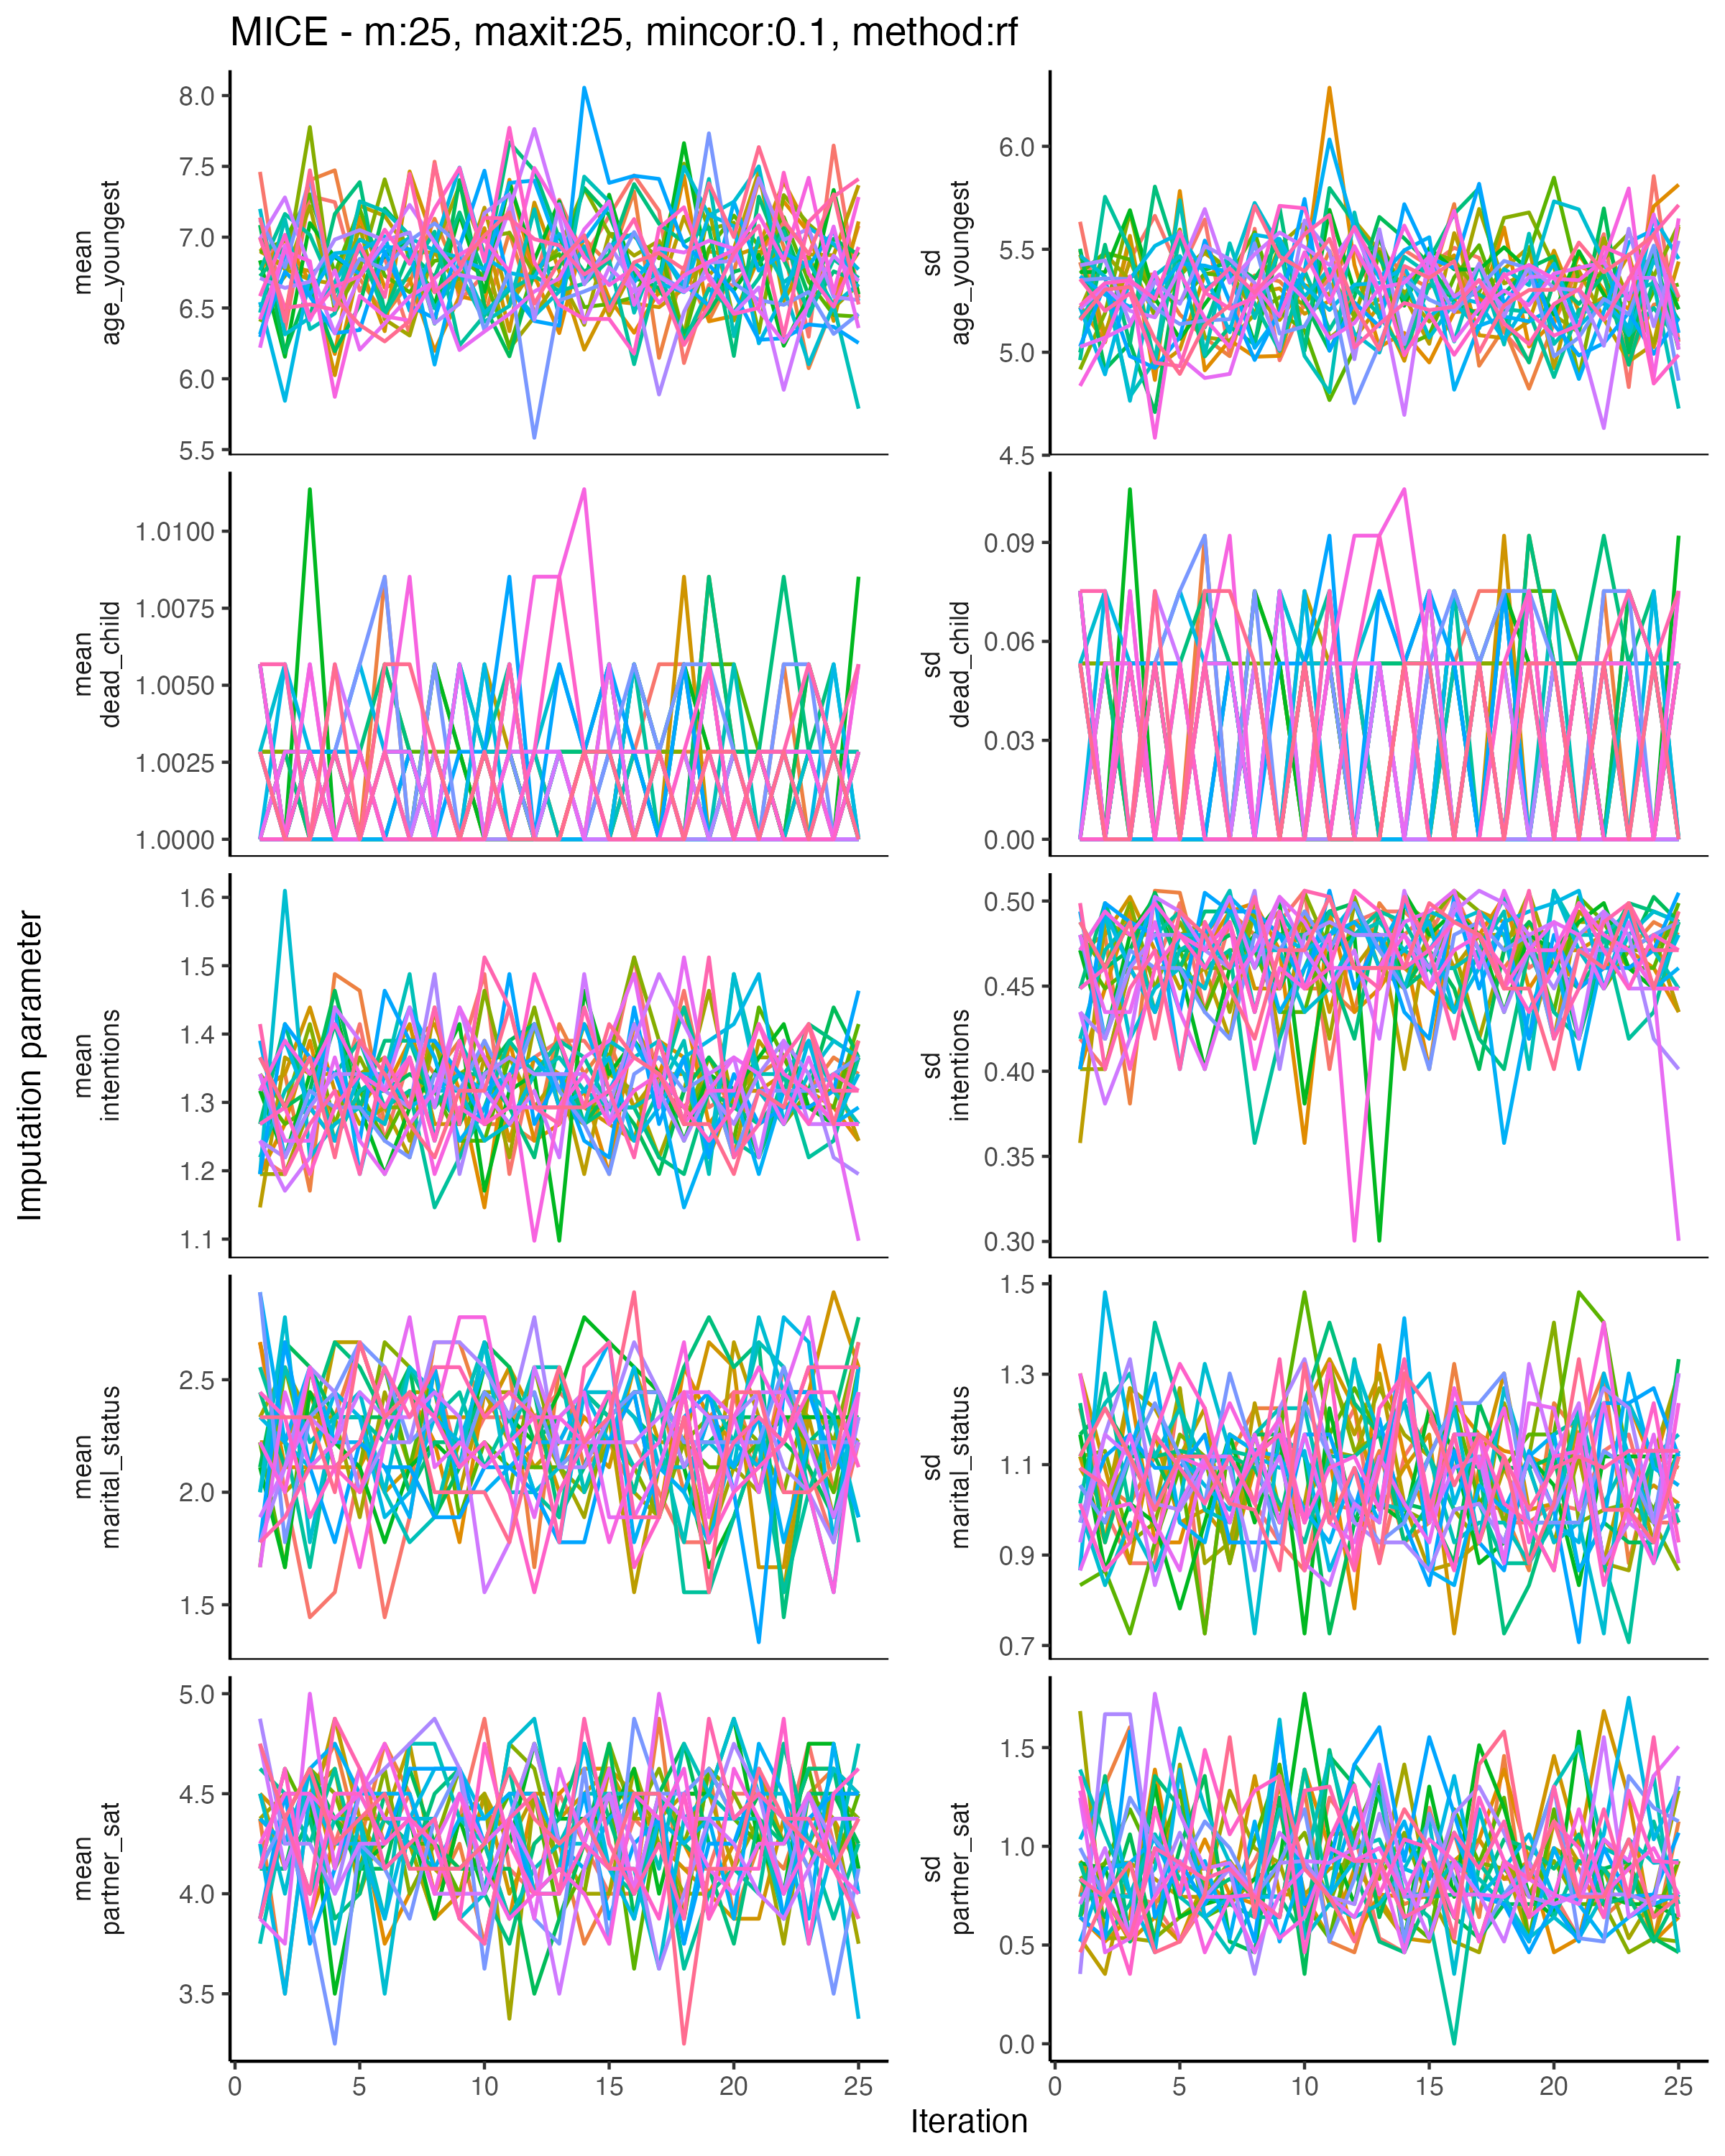 MICE - m:25, maxit:25, mincor:0.1, method:rf
Imputation parameter
mean
age_youngest
8.0
7.5
7.0
6.5
6.0
5.5
sd
age_youngest
6.0
5.5
5.0
4.5
mean
dead_child
1.0100
1.0075
1.0050
1.0025
1.0000
sd
dead_child
0.09
0.06
0.03
0.00
mean
intentions
1.6
1.5
1.4
1.3
1.2
1.1
sd
intentions
0.50
0.45
0.40
0.35
0.30
mean
marital_status
2.5
2.0
1.5
sd
marital_status
1.5
1.3
1.1
0.9
0.7
mean
partner_sat
5.0
4.5
4.0
3.5
sd
partner_sat
1.5
1.0
0.5
0.0
0 5 10 15 20 25
0 5 10 15 20 25
Iteration